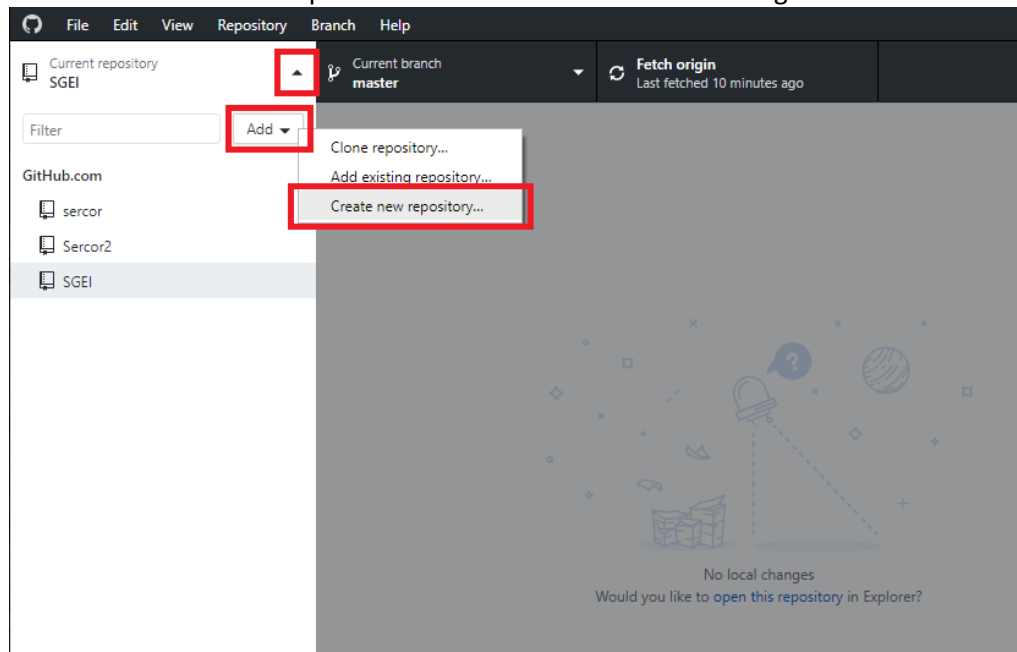 File Edit View Repository Branch Help
Current repository
SGEI
Current branch
master
Fetch origin
Last fetched 10 minutes ago
Filter
Add
Clone repository...
Add existing repository...
Create new repository...
GitHub.com
sercor
Sercor2
SGEI
?
No local changes
Would you like to open this repository in Explorer?